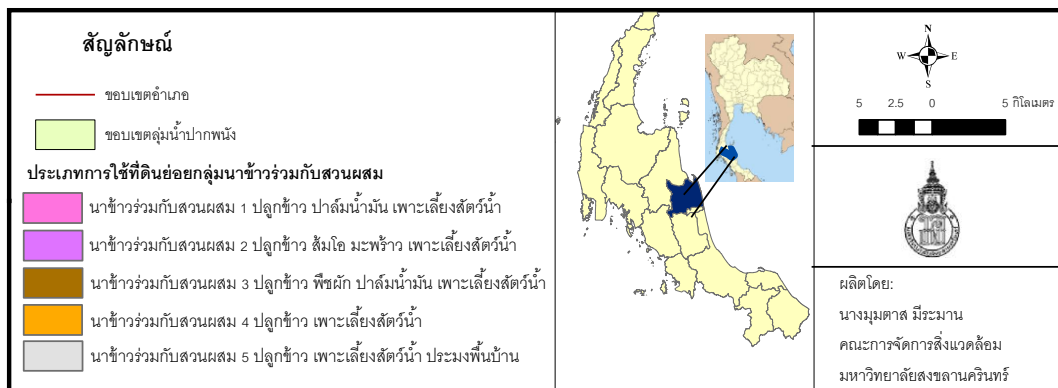 สัญลักษณ์
ขอบเขตอำเภอ
ขอบเขตลุ่มน้ำปากพนัง
ประเภทการใช้ที่ดินย่อยกลุ่มนาข้าวร่วมกับสวนผสม
นาข้าวร่วมกับสวนผสม 1 ปลูกข้าว ปาล์มน้ำมัน เพาะเลี้ยงสัตว์น้ำ
นาข้าวร่วมกับสวนผสม 2 ปลูกข้าว ส้มโอ มะพร้าว เพาะเลี้ยงสัตว์น้ำ
นาข้าวร่วมกับสวนผสม 3 ปลูกข้าว พืชผัก ปาล์มน้ำมัน เพาะเลี้ยงสัตว์น้ำ
นาข้าวร่วมกับสวนผสม 4 ปลูกข้าว เพาะเลี้ยงสัตว์น้ำ
นาข้าวร่วมกับสวนผสม 5 ปลูกข้าว เพาะเลี้ยงสัตว์น้ำ ประมงพื้นบ้าน
N
W E
S
5 2.5 0 5 กิโลเมตร
ผลิตโดย:
นางมุมตาส มีระมาน
คณะการจัดการสิ่งแวดล้อม
มหาวิทยาลัยสงขลานครินทร์